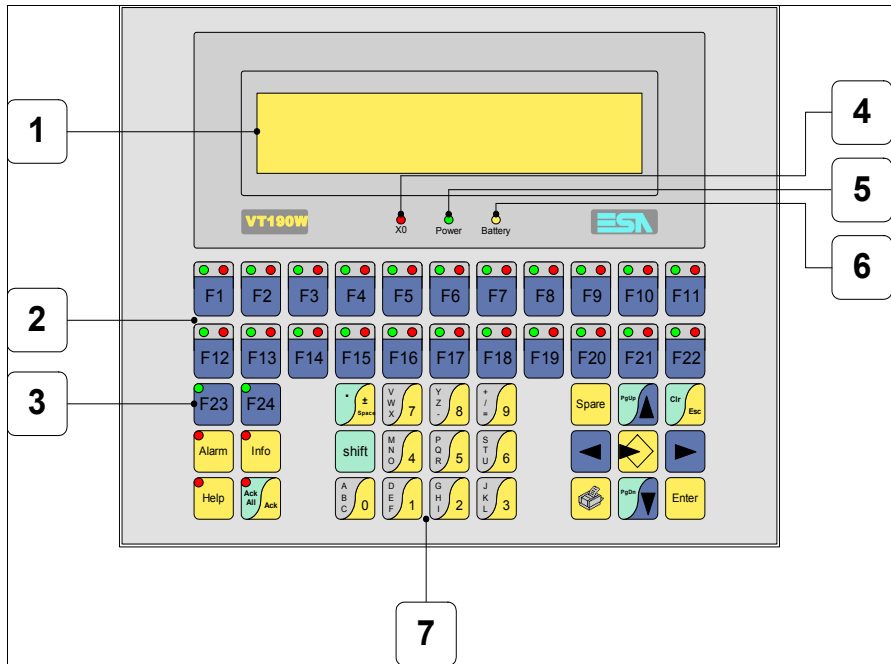 1
4
5
VT190W
X0 Power Battery
ESA
6
F1 F2 F3 F4 F5 F6 F7 F8 F9 F10 F11
2
F12 F13 F14 F15 F16 F17 F18 F19 F20 F21 F22
3
F23 F24 . ± Space V W X 7 Y Z - 8 + / = 9 Spare PgUp Clr Esc
Alarm Info shift M N O 4 P Q R 5 S T U 6
Help Ack All Ack A B C 0 D E F 1 G H I 2 J K L 3 PgDn Enter
7